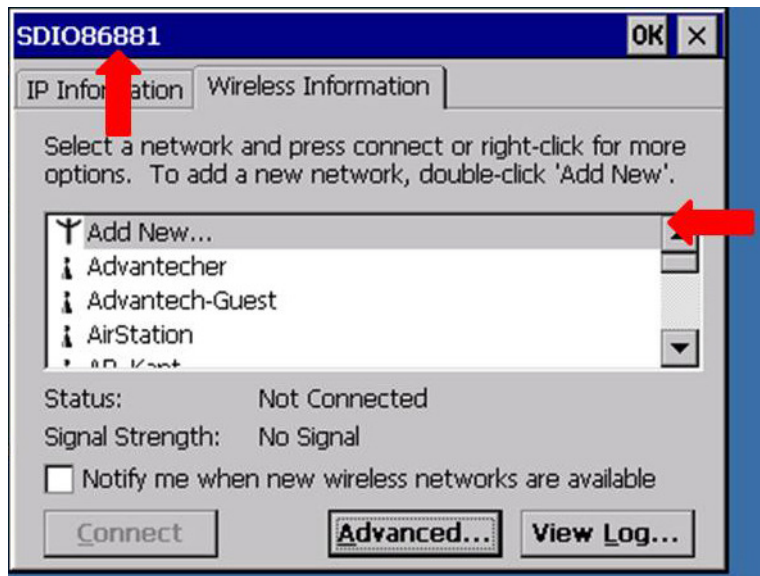 SDIO86881 OK
IP Information Wireless Information
Select a network and press connect or right-click for more
options. To add a new network, double-click 'Add New'.
Add New...
Advantecher
Advantech-Guest
AirStation
Status: Not Connected
Signal Strength: No Signal
Notify me when new wireless networks are available
Connect Advanced... View Log...